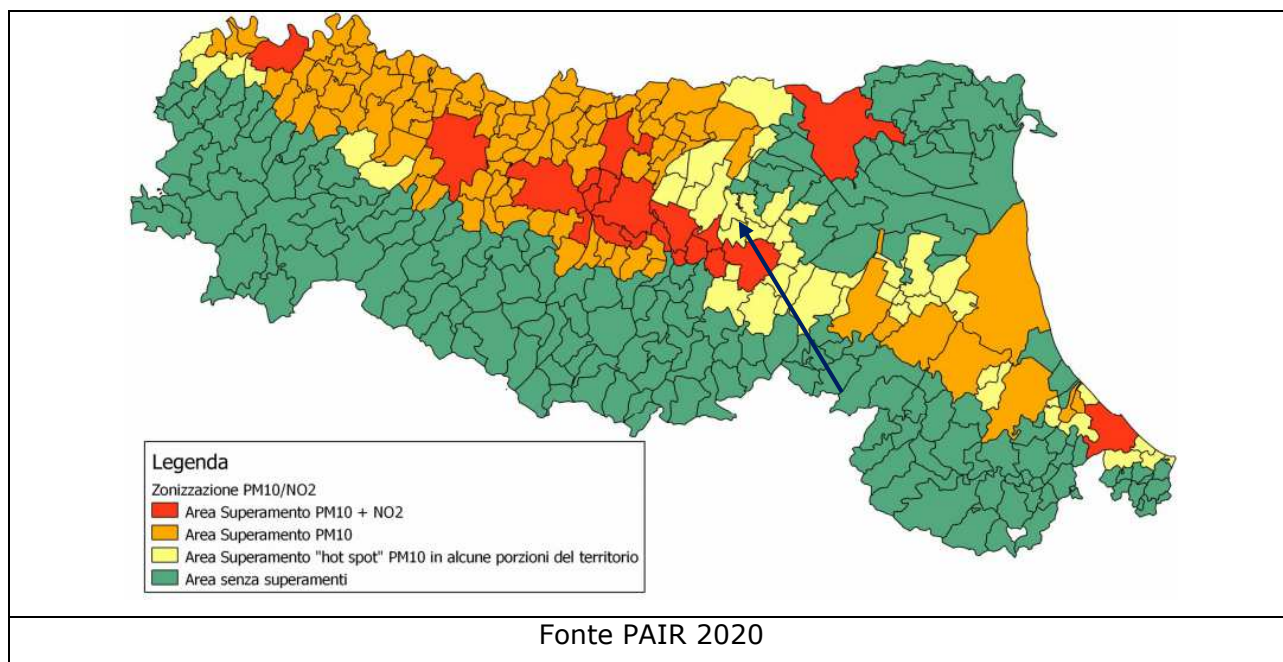 Legenda
Zonizzazione PM10/NO2
Area Superamento PM10 + NO2
Area Superamento PM10
Area Superamento "hot spot" PM10 in alcune porzioni del territorio
Area senza superamenti
Fonte PAIR 2020